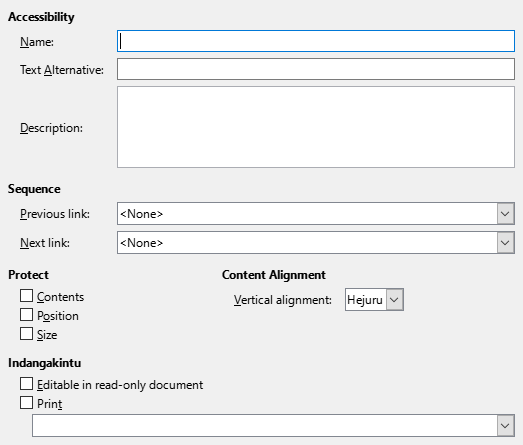 Accessibility
Name:
Text Alternative:
Description:
Sequence
Previous link:
<None>
Next link:
<None>
Protect
Contents
Position
Size
Content Alignment
Vertical alignment:
Hejuru
Indangakintu
Editable in read-only document
Print